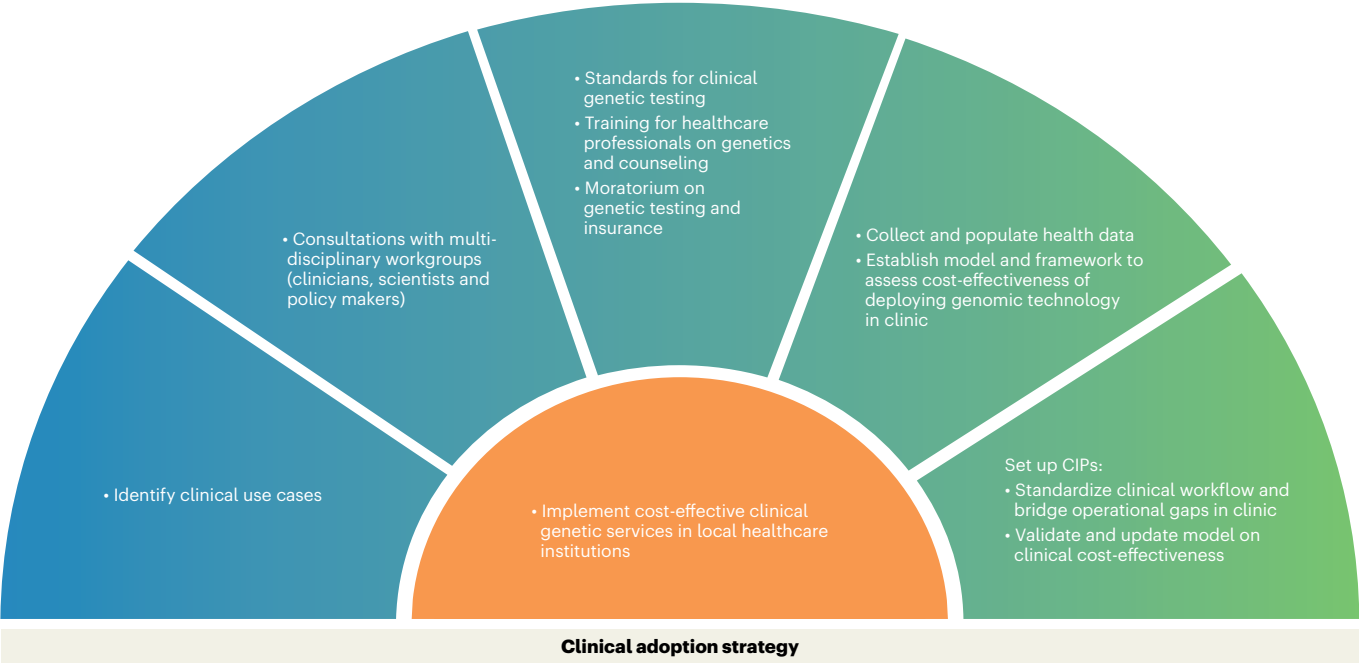 • Identify clinical use cases
• Consultations with multi-
disciplinary workgroups
(clinicians, scientists and
policy makers)
• Standards for clinical
genetic testing
• Training for healthcare
professionals on genetics
and counseling
• Moratorium on
genetic testing and
insurance
• Collect and populate health data
• Establish model and framework to
assess cost-effectiveness of
deploying genomic technology
in clinic
Set up CIPs:
• Standardize clinical workflow and
bridge operational gaps in clinic
• Validate and update model on
clinical cost-effectiveness
• Implement cost-effective clinical
genetic services in local healthcare
institutions
Clinical adoption strategy